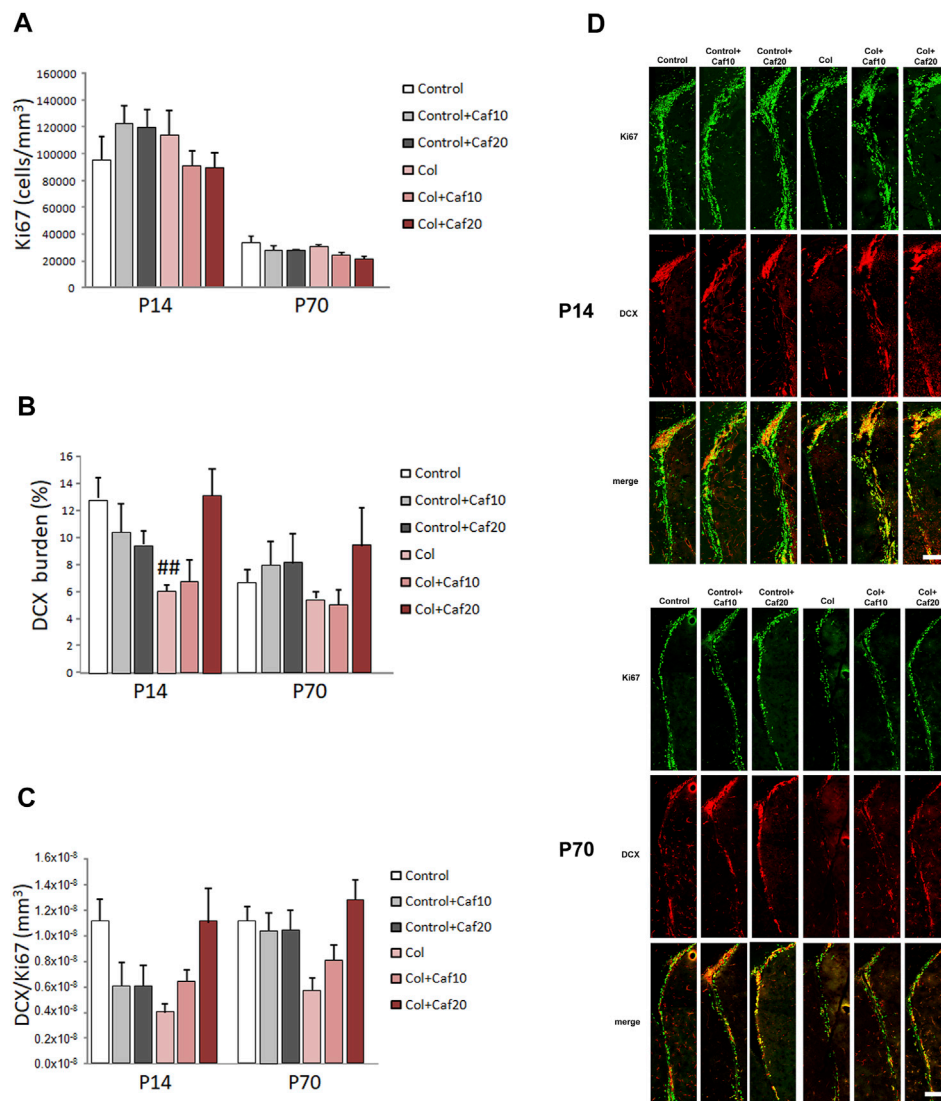 A
Ki67 (cells/mm³)
160000
140000
120000
100000
80000
60000
40000
20000
0
P14
P70
Control
Control+Caf10
Control+Caf20
Col
Col+Caf10
Col+Caf20
B
DCX burden (%)
16
14
12
10
8
6
4
2
0
##
P14
P70
Control
Control+Caf10
Control+Caf20
Col
Col+Caf10
Col+Caf20
C
DCX/Ki67 (mm³)
1.6x10⁻⁸
1.4x10⁻⁸
1.2x10⁻⁸
1.0x10⁻⁸
0.8x10⁻⁸
0.6x10⁻⁸
0.4x10⁻⁸
0.2x10⁻⁸
0.0x10⁻⁸
P14
P70
Control
Control+Caf10
Control+Caf20
Col
Col+Caf10
Col+Caf20
D
Control
Control+
Caf10
Control+
Caf20
Col
Col+
Caf10
Col+
Caf20
Ki67
P14
DCX
merge
Control
Control+
Caf10
Control+
Caf20
Col
Col+
Caf10
Col+
Caf20
Ki67
P70
DCX
merge